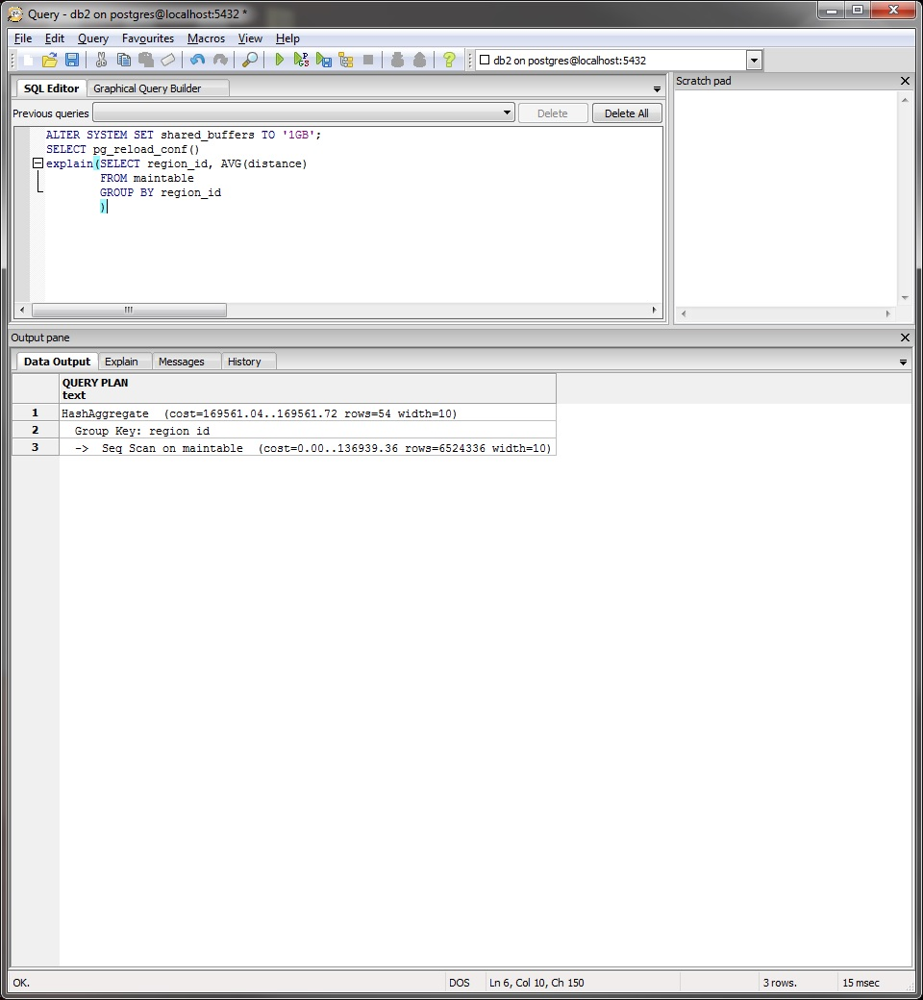 Query - db2 on postgres@localhost:5432 *
File Edit Query Favourites Macros View Help
db2 on postgres@localhost:5432
SQL Editor Graphical Query Builder
Previous queries Delete Delete All
ALTER SYSTEM SET shared_buffers TO '1GB';
SELECT pg_reload_conf()
explain(SELECT region_id, AVG(distance)
FROM maintable
GROUP BY region_id
)
Scratch pad
Output pane
Data Output Explain Messages History
QUERY PLAN
text
1 HashAggregate (cost=169561.04..169561.72 rows=54 width=10)
2 Group Key: region_id
3 -> Seq Scan on maintable (cost=0.00..136939.36 rows=6524336 width=10)
OK. DOS Ln 6, Col 10, Ch 150 3 rows. 15 msec